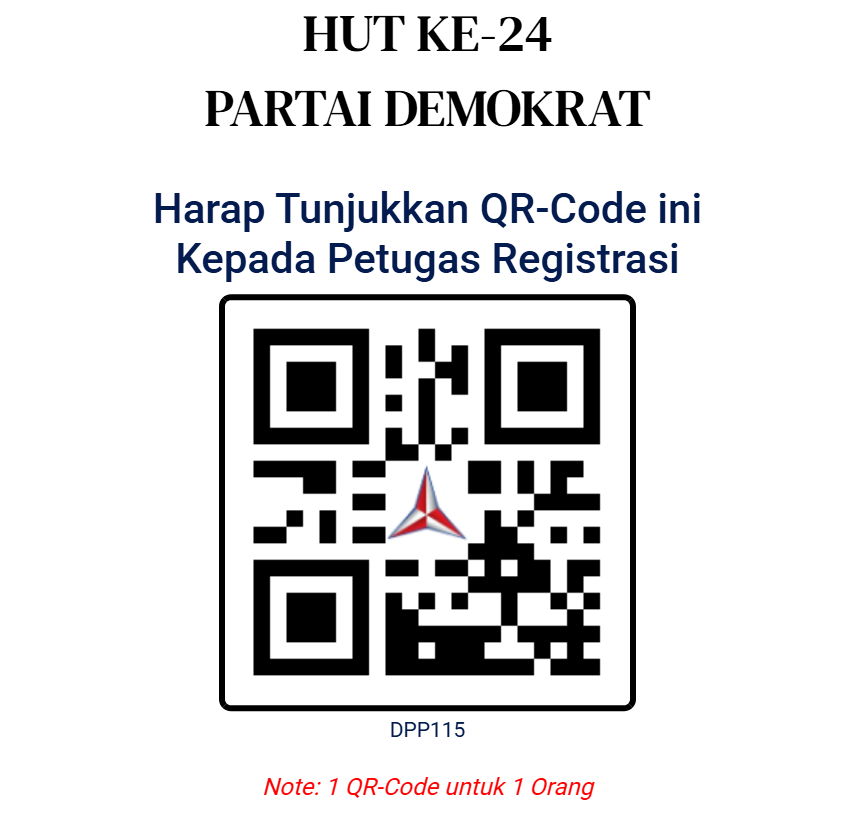 HUT KE-24
PARTAI DEMOKRAT
Harap Tunjukkan QR-Code ini
Kepada Petugas Registrasi
DPP115
Note: 1 QR-Code untuk 1 Orang